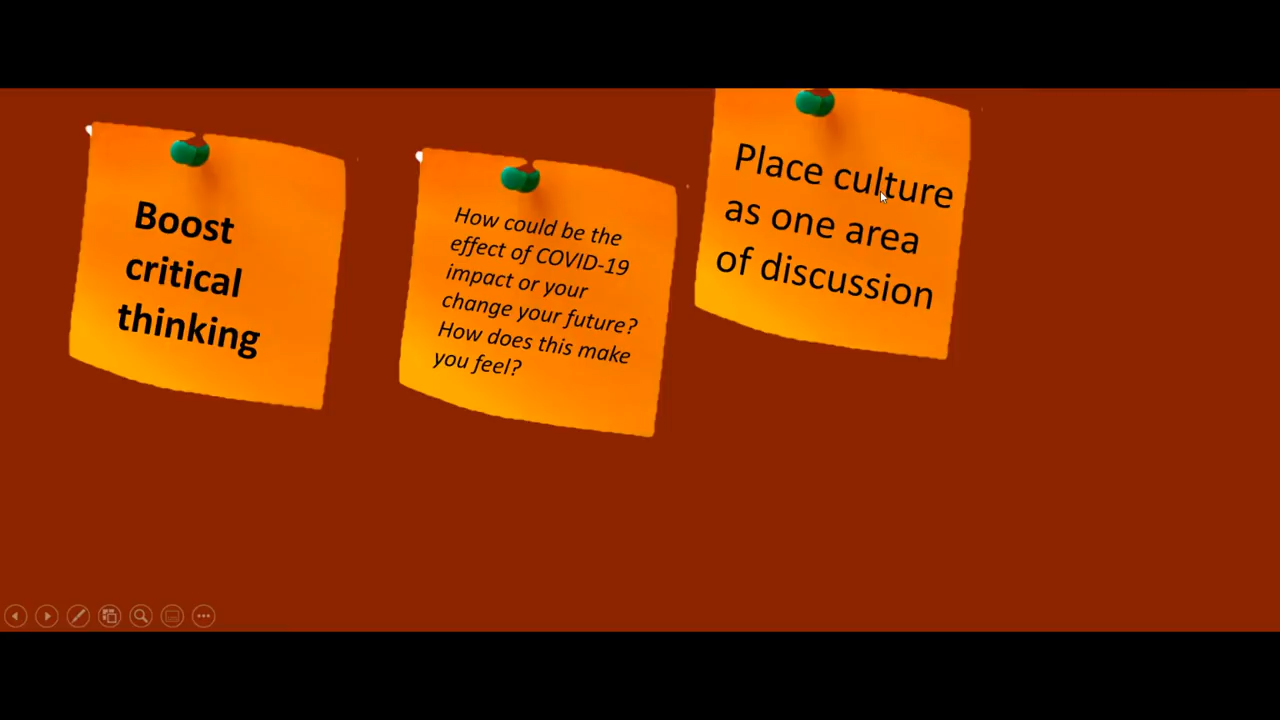 Boost
critical
thinking
How could be the
effect of COVID-19
impact or your
change your future?
How does this make
you feel?
Place culture
as one area
of discussion